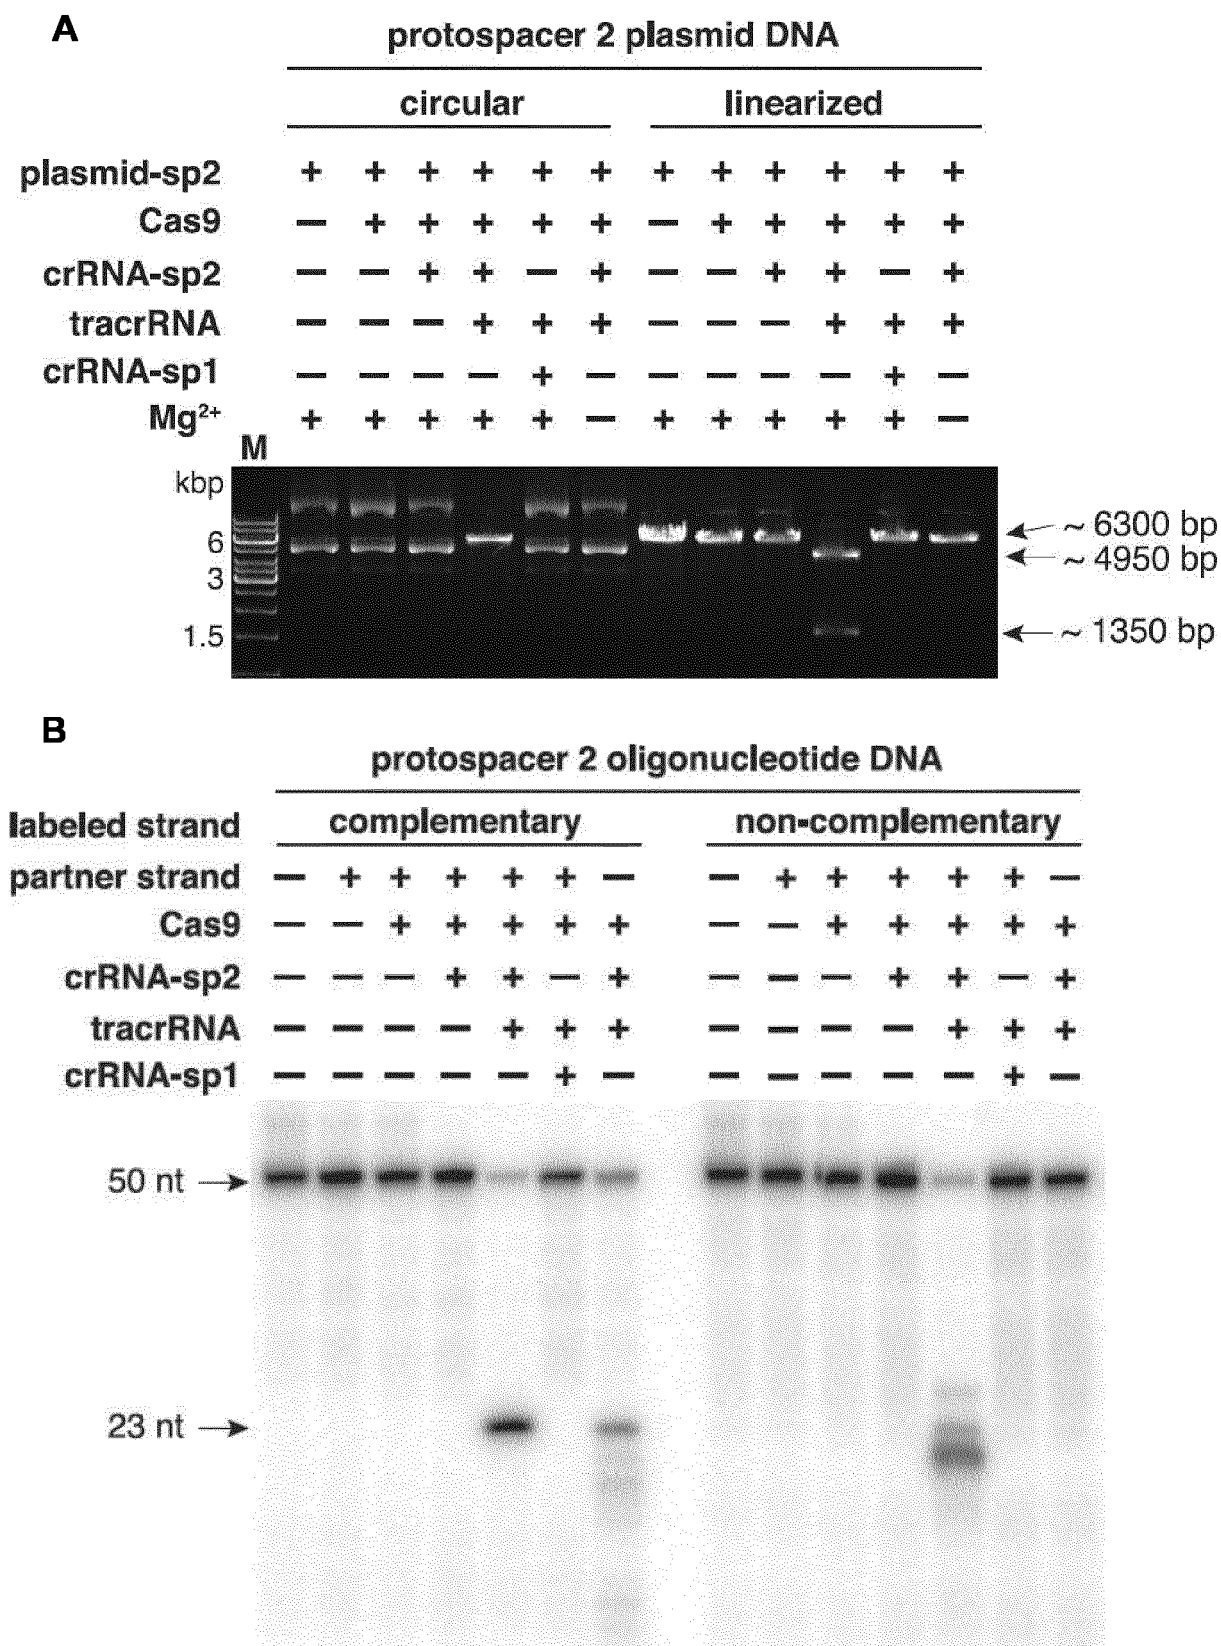 A
protospacer 2 plasmid DNA
circular linearized
plasmid-sp2 + + + + + + + + + + + +
Cas9 — + + + + + — + + + + +
crRNA-sp2 — — + + — + — — + + — +
tracrRNA — — — + + + — — — + + +
crRNA-sp1 — — — — + — — — — — + —
Mg2+ + + + + + — + + + + + —
M
kbp
6
3
1.5
~ 6300 bp
~ 4950 bp
~ 1350 bp
B
protospacer 2 oligonucleotide DNA
labeled strand complementary non-complementary
partner strand — + + + + + — — + + + + + —
Cas9 — — + + + + + — — + + + + +
crRNA-sp2 — — — + + — + — — — + + — +
tracrRNA — — — — + + + — — — — + + +
crRNA-sp1 — — — — — + — — — — — — + —
50 nt
23 nt